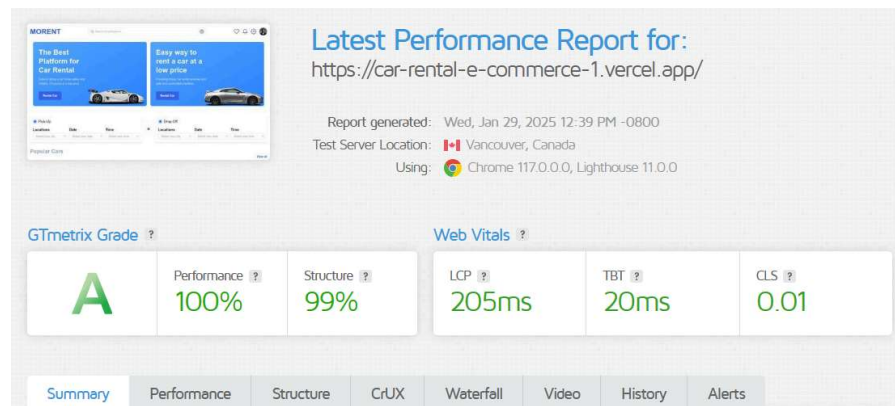 MORENT
The Best
Platform for
Car Rental
Easy way to
rent a car at a
low price
Rental Car
Rental Car
Pick-Up
Drop-Off
Locations Date Time
Locations Date Time
Popular Cars
Latest Performance Report for:
https://car-rental-e-commerce-1.vercel.app/
Report generated: Wed, Jan 29, 2025 12:39 PM -0800
Test Server Location: Vancouver, Canada
Using: Chrome 117.0.0.0, Lighthouse 11.0.0
GTmetrix Grade ?
Web Vitals ?
A
Performance ?
100%
Structure ?
99%
LCP ?
205ms
TBT ?
20ms
CLS ?
0.01
Summary Performance Structure CrUX Waterfall Video History Alerts